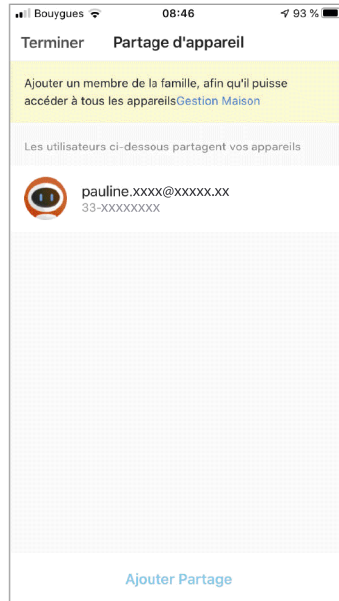 Bouygues 08:46 93 %
Terminer Partage d'appareil
Ajouter un membre de la famille, afin qu'il puisse
accéder à tous les appareilsGestion Maison
Les utilisateurs ci-dessous partagent vos appareils
pauline.xxxx@xxxxx.xx
33-XXXXXXXX
Ajouter Partage